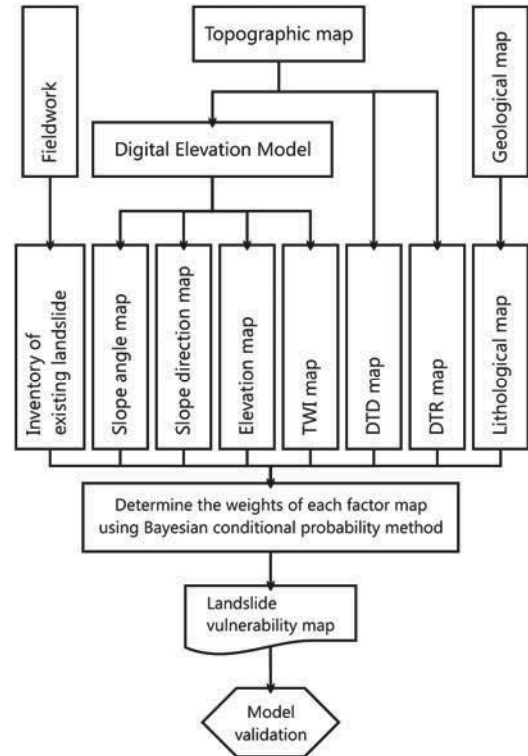 Topographic map
Fieldwork
Geological map
Digital Elevation Model
Inventory of
existing landslide
Slope angle map
Slope direction map
Elevation map
TWI map
DTD map
DTR map
Lithological map
Determine the weights of each factor map
using Bayesian conditional probability method
Landslide
vulnerability map
Model
validation